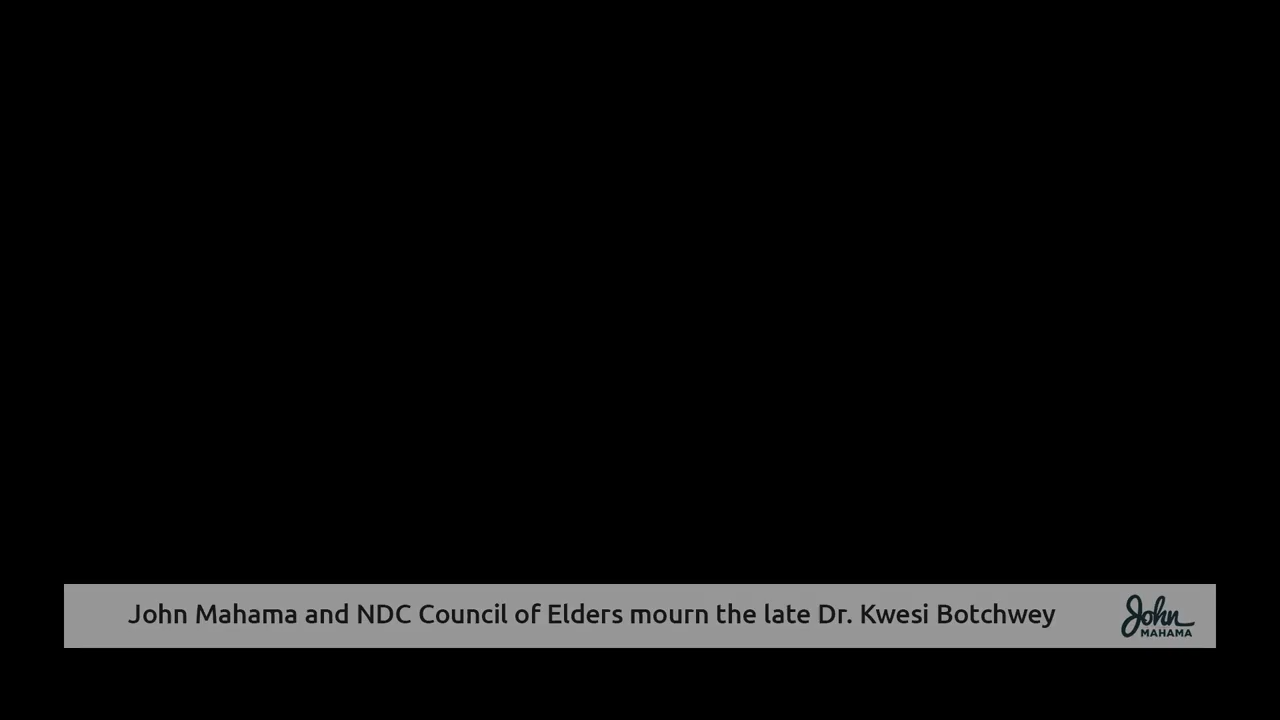 John Mahama and NDC Council of Elders mourn the late Dr. Kwesi Botchwey
John
MAHAMA